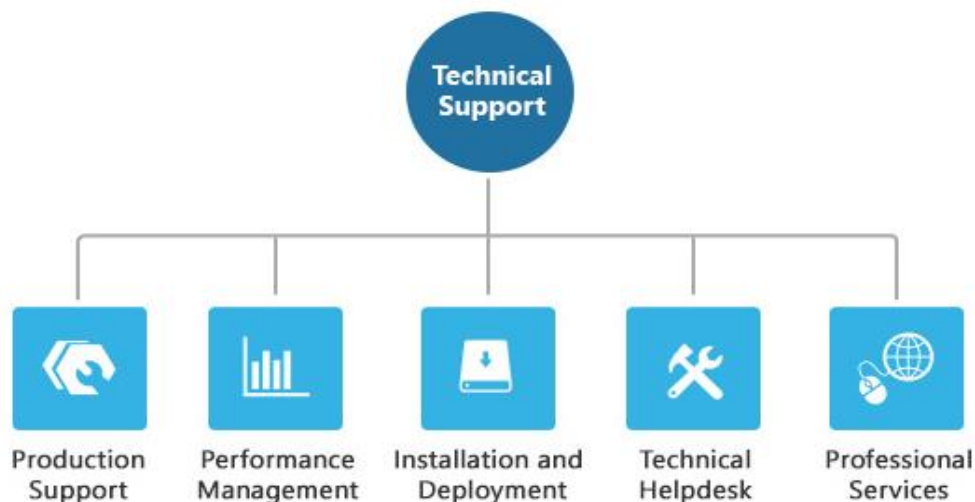 Technical
Support
Production
Support
Performance
Management
Installation and
Deployment
Technical
Helpdesk
Professional
Services